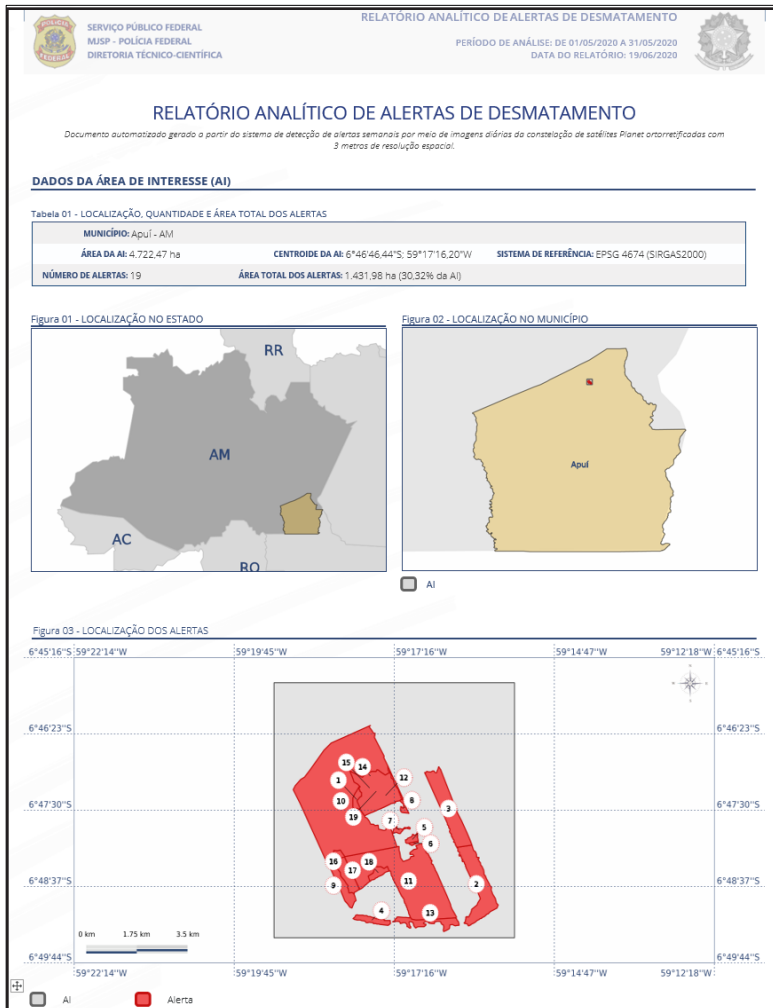 SERVIÇO PÚBLICO FEDERAL
MJSP - POLÍCIA FEDERAL
DIRETORIA TÉCNICO-CIENTÍFICA
RELATÓRIO ANALÍTICO DE ALERTAS DE DESMATAMENTO
PERÍODO DE ANÁLISE: DE 01/05/2020 A 31/05/2020
DATA DO RELATÓRIO: 19/06/2020
RELATÓRIO ANALÍTICO DE ALERTAS DE DESMATAMENTO
Documento automatizado gerado a partir do sistema de detecção de alertas semanais por meio de imagens diárias da constelação de satélites Planet ortorretificadas com
3 metros de resolução espacial.
DADOS DA ÁREA DE INTERESSE (AI)
Tabela 01 - LOCALIZAÇÃO, QUANTIDADE E ÁREA TOTAL DOS ALERTAS
MUNICÍPIO: Apuí - AM
ÁREA DA AI: 4.722,47 ha CENTROIDE DA AI: 6°46'46,44"S; 59°17'16,20"W SISTEMA DE REFERÊNCIA: EPSG 4674 (SIRGAS2000)
NÚMERO DE ALERTAS: 19 ÁREA TOTAL DOS ALERTAS: 1.431,98 ha (30,32% da AI)
Figura 01 - LOCALIZAÇÃO NO ESTADO
RR
AM
AC
RO
Figura 02 - LOCALIZAÇÃO NO MUNICÍPIO
Apuí
AI
Figura 03 - LOCALIZAÇÃO DOS ALERTAS
6°45'16''S 59°22'14''W 59°19'45''W 59°17'16''W 59°14'47''W 59°12'18''W 6°45'16''S
6°46'23''S 6°46'23''S
15 14
1 12
10 8 3
6°47'30''S 6°47'30''S
19 7 5
6
16 18
17
9 11 2
6°48'37''S 6°48'37''S
4 13
0 km 1.75 km 3.5 km
6°49'44''S 6°49'44''S
59°22'14''W 59°19'45''W 59°17'16''W 59°14'47''W 59°12'18''W
AI Alerta